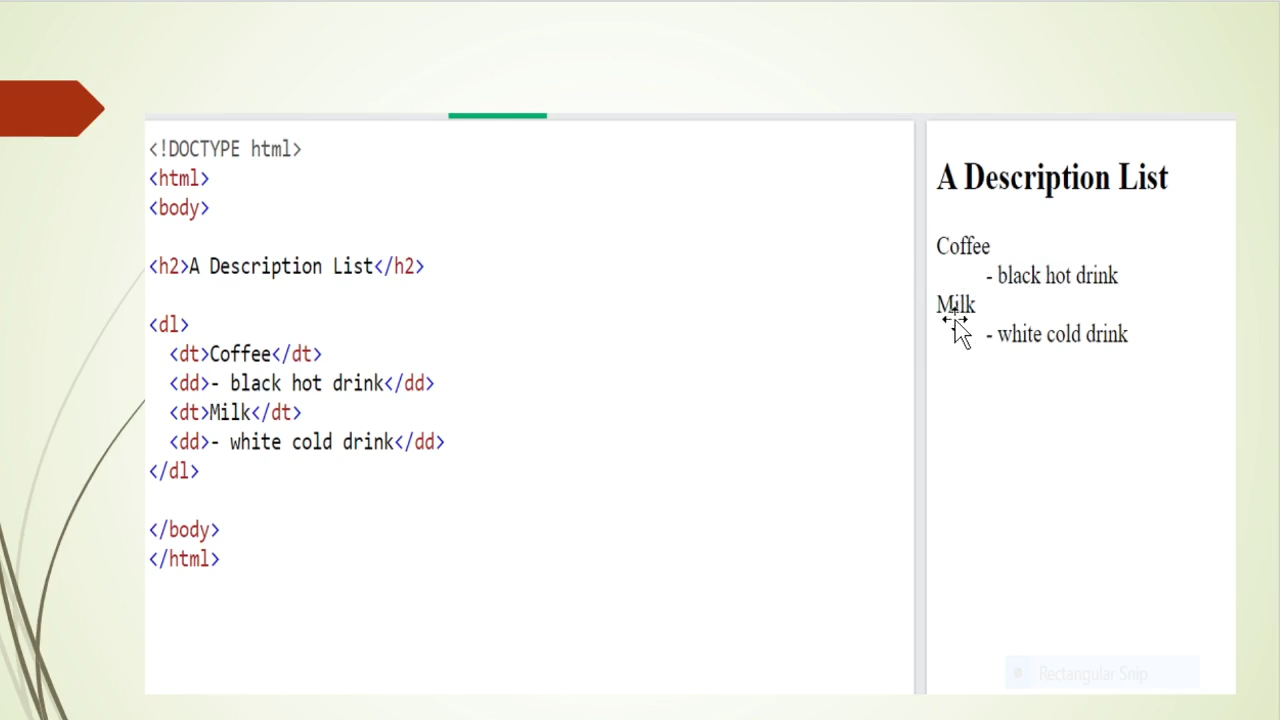 <!DOCTYPE html>
<html>
<body>
<h2>A Description List</h2>
<dl>
<dt>Coffee</dt>
<dd>- black hot drink</dd>
<dt>Milk</dt>
<dd>- white cold drink</dd>
</dl>
</body>
</html>
A Description List
Coffee
- black hot drink
Milk
- white cold drink
Rectangular Snip